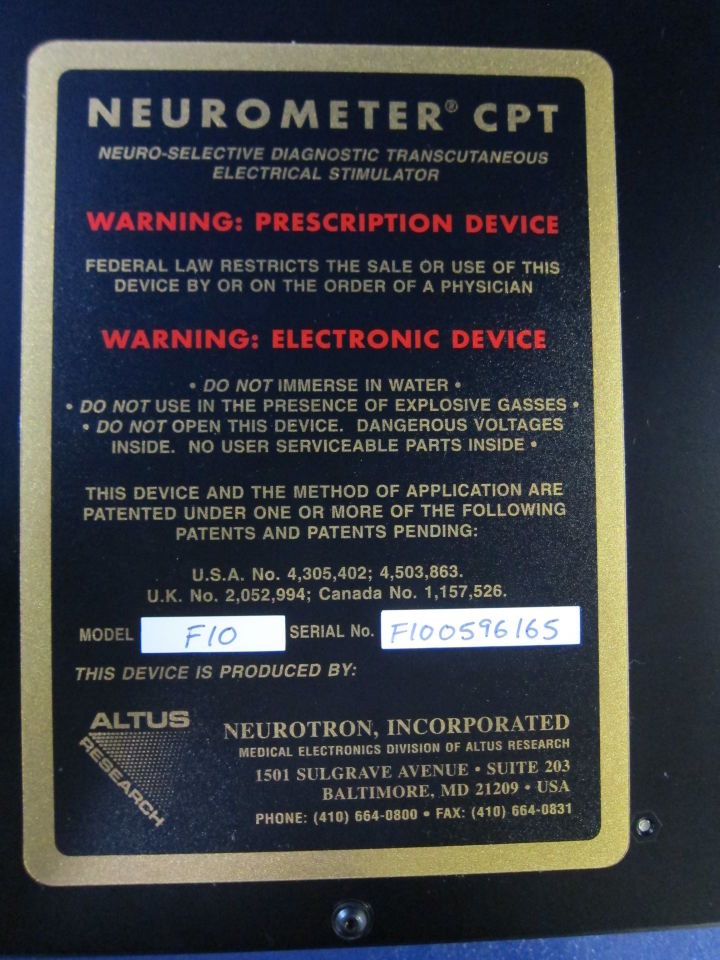 NEUROMETER® CPT
NEURO-SELECTIVE DIAGNOSTIC TRANSCUTANEOUS
ELECTRICAL STIMULATOR
WARNING: PRESCRIPTION DEVICE
FEDERAL LAW RESTRICTS THE SALE OR USE OF THIS
DEVICE BY OR ON THE ORDER OF A PHYSICIAN
WARNING: ELECTRONIC DEVICE
• DO NOT IMMERSE IN WATER •
• DO NOT USE IN THE PRESENCE OF EXPLOSIVE GASSES •
• DO NOT OPEN THIS DEVICE. DANGEROUS VOLTAGES
INSIDE. NO USER SERVICEABLE PARTS INSIDE •
THIS DEVICE AND THE METHOD OF APPLICATION ARE
PATENTED UNDER ONE OR MORE OF THE FOLLOWING
PATENTS AND PATENTS PENDING:
U.S.A. No. 4,305,402; 4,503,863.
U.K. No. 2,052,994; Canada No. 1,157,526.
MODEL F10 SERIAL No. F100596165
THIS DEVICE IS PRODUCED BY:
ALTUS
RESEARCH
NEUROTRON, INCORPORATED
MEDICAL ELECTRONICS DIVISION OF ALTUS RESEARCH
1501 SULGRAVE AVENUE • SUITE 203
BALTIMORE, MD 21209 • USA
PHONE: (410) 664-0800 • FAX: (410) 664-0831